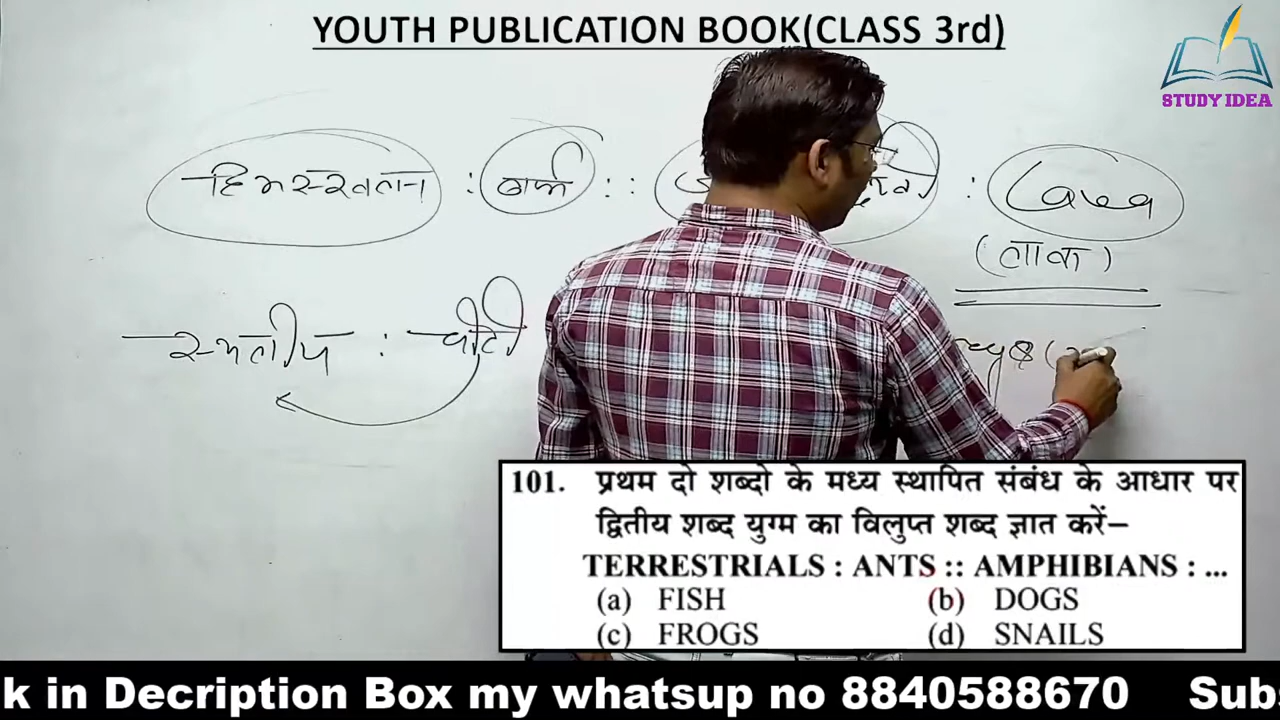 YOUTH PUBLICATION BOOK(CLASS 3rd)
STUDY IDEA
हिमस्खलन : बर्फ :: : Lava
(लावा)
स्थलीय : चींटी
101. प्रथम दो शब्दो के मध्य स्थापित संबंध के आधार पर
द्वितीय शब्द युग्म का विलुप्त शब्द ज्ञात करें–
TERRESTRIALS : ANTS :: AMPHIBIANS : ...
(a) FISH (b) DOGS
(c) FROGS (d) SNAILS
k in Decription Box my whatsup no 8840588670 Sub